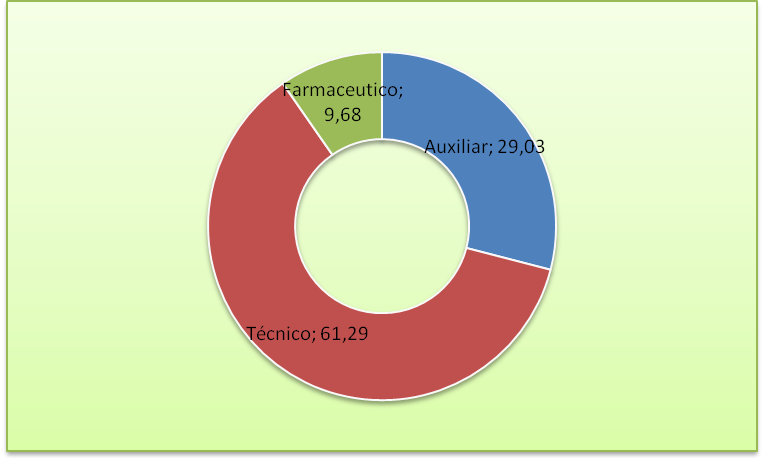 Farmaceutico;
9,68
Auxiliar; 29,03
Técnico; 61,29